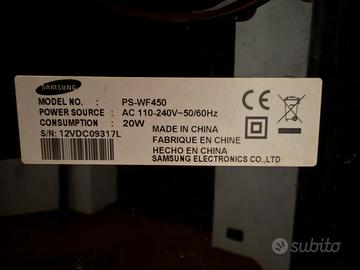 SAMSUNG
MODEL NO. : PS-WF450
POWER SOURCE : AC 110-240V~50/60Hz
CONSUMPTION : 20W
S/N: 12VDC09317L
MADE IN CHINA
FABRIQUE EN CHINE
HECHO EN CHINA
SAMSUNG ELECTRONICS CO.,LTD
CE
subito